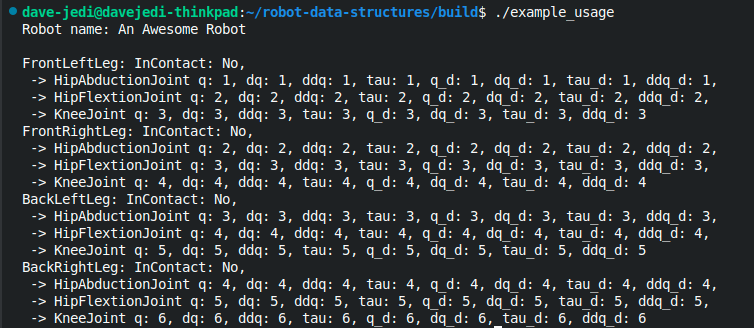 dave-jedi@davejedi-thinkpad:~/robot-data-structures/build$ ./example_usage
Robot name: An Awesome Robot
FrontLeftLeg: InContact: No,
-> HipAbductionJoint q: 1, dq: 1, ddq: 1, tau: 1, q_d: 1, dq_d: 1, tau_d: 1, ddq_d: 1,
-> HipFlextionJoint q: 2, dq: 2, ddq: 2, tau: 2, q_d: 2, dq_d: 2, tau_d: 2, ddq_d: 2,
-> KneeJoint q: 3, dq: 3, ddq: 3, tau: 3, q_d: 3, dq_d: 3, tau_d: 3, ddq_d: 3
FrontRightLeg: InContact: No,
-> HipAbductionJoint q: 2, dq: 2, ddq: 2, tau: 2, q_d: 2, dq_d: 2, tau_d: 2, ddq_d: 2,
-> HipFlextionJoint q: 3, dq: 3, ddq: 3, tau: 3, q_d: 3, dq_d: 3, tau_d: 3, ddq_d: 3,
-> KneeJoint q: 4, dq: 4, ddq: 4, tau: 4, q_d: 4, dq_d: 4, tau_d: 4, ddq_d: 4
BackLeftLeg: InContact: No,
-> HipAbductionJoint q: 3, dq: 3, ddq: 3, tau: 3, q_d: 3, dq_d: 3, tau_d: 3, ddq_d: 3,
-> HipFlextionJoint q: 4, dq: 4, ddq: 4, tau: 4, q_d: 4, dq_d: 4, tau_d: 4, ddq_d: 4,
-> KneeJoint q: 5, dq: 5, ddq: 5, tau: 5, q_d: 5, dq_d: 5, tau_d: 5, ddq_d: 5
BackRightLeg: InContact: No,
-> HipAbductionJoint q: 4, dq: 4, ddq: 4, tau: 4, q_d: 4, dq_d: 4, tau_d: 4, ddq_d: 4,
-> HipFlextionJoint q: 5, dq: 5, ddq: 5, tau: 5, q_d: 5, dq_d: 5, tau_d: 5, ddq_d: 5,
-> KneeJoint q: 6, dq: 6, ddq: 6, tau: 6, q_d: 6, dq_d: 6, tau_d: 6, ddq_d: 6